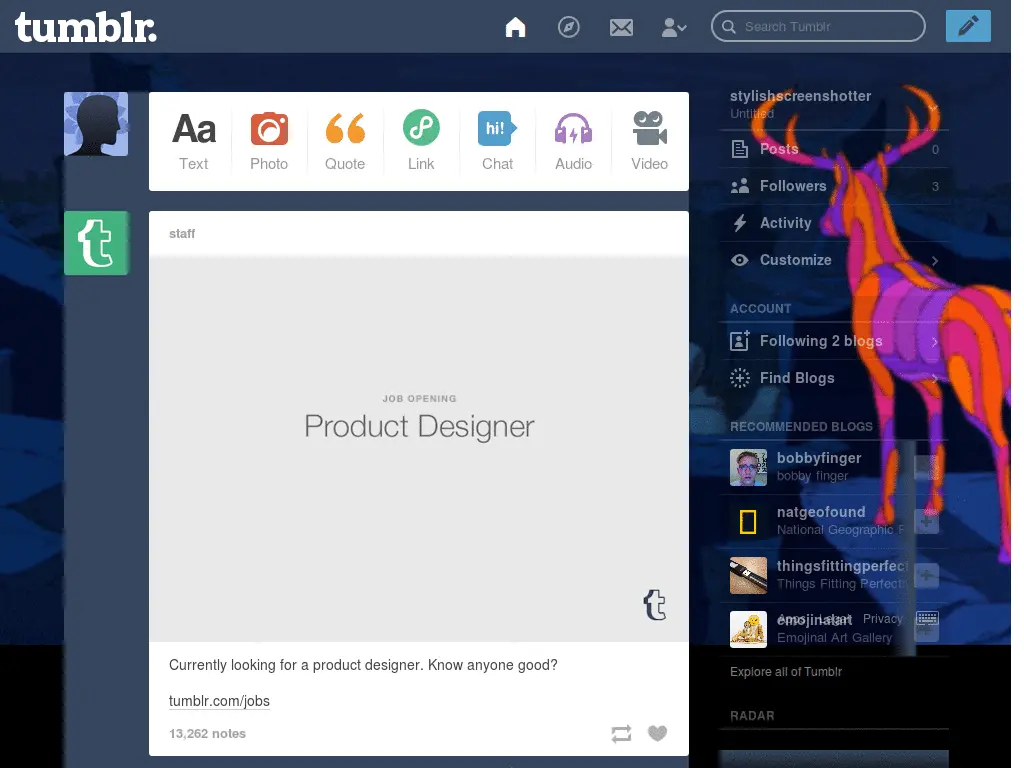 tumblr.
Search Tumblr
Aa
hi!
Text
Photo
Quote
Link
Chat
Audio
Video
stylishscreenshotter
Untitled
Posts 0
Followers 3
Activity
Customize
ACCOUNT
Following 2 blogs
Find Blogs
RECOMMENDED BLOGS
bobbyfinger
bobby finger
natgeofound
National Geographic F
thingsfittingperfec
Things Fitting Perfect
emojinalart
Apps Legal Privacy
Emojinal Art Gallery
Explore all of Tumblr
RADAR
t
staff
JOB OPENING
Product Designer
t
Currently looking for a product designer. Know anyone good?
tumblr.com/jobs
13,262 notes